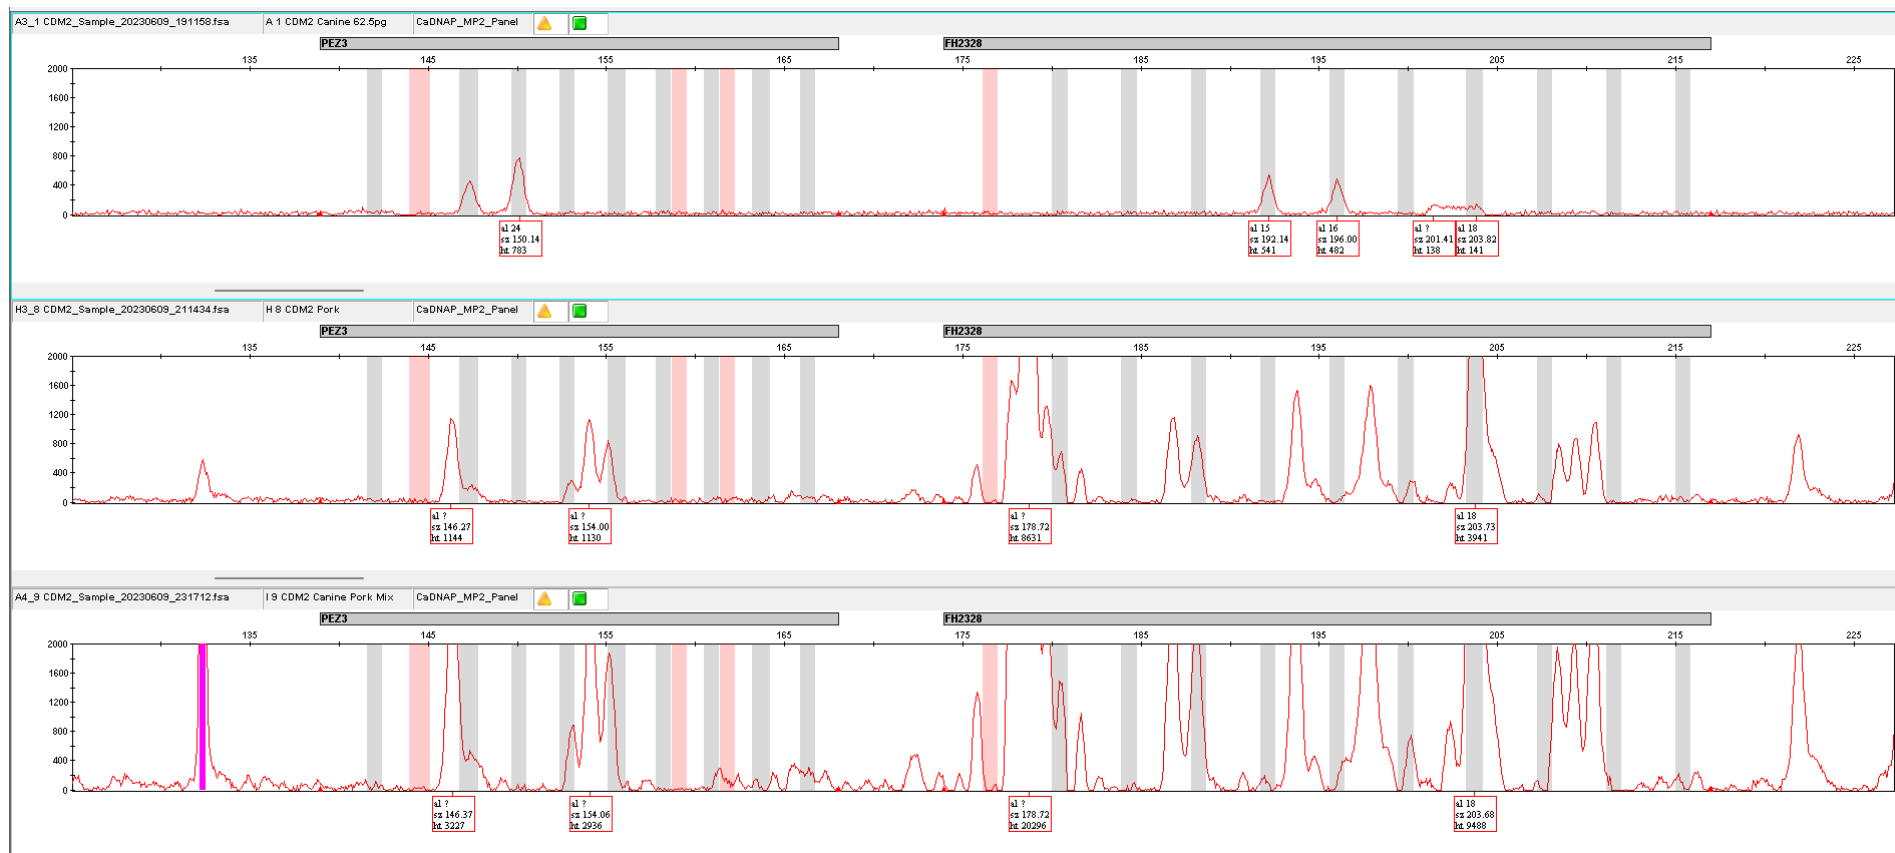 A3_1 CDM2_Sample_20230609_191158.fsa A 1 CDM2 Canine 62.5pg CaDNAP_MP2_Panel
PEZ3 FH2328
135 145 155 165 175 185 195 205 215 225
2000
1600
1200
800
400
0
al 24 al 15 al 16 al ? al 18
sz 150.14 sz 192.14 sz 196.00 sz 201.41 sz 203.82
ht 783 ht 541 ht 482 ht 138 ht 141
H3_8 CDM2_Sample_20230609_211434.fsa H 8 CDM2 Pork CaDNAP_MP2_Panel
PEZ3 FH2328
135 145 155 165 175 185 195 205 215 225
2000
1600
1200
800
400
0
al ? al ? al ? al 18
sz 146.27 sz 154.00 sz 178.72 sz 203.73
ht 1144 ht 1130 ht 8631 ht 3941
A4_9 CDM2_Sample_20230609_231712.fsa I 9 CDM2 Canine Pork Mix CaDNAP_MP2_Panel
PEZ3 FH2328
135 145 155 165 175 185 195 205 215 225
2000
1600
1200
800
400
0
al ? al ? al ? al 18
sz 146.37 sz 154.06 sz 178.72 sz 203.68
ht 3227 ht 2936 ht 20296 ht 9488